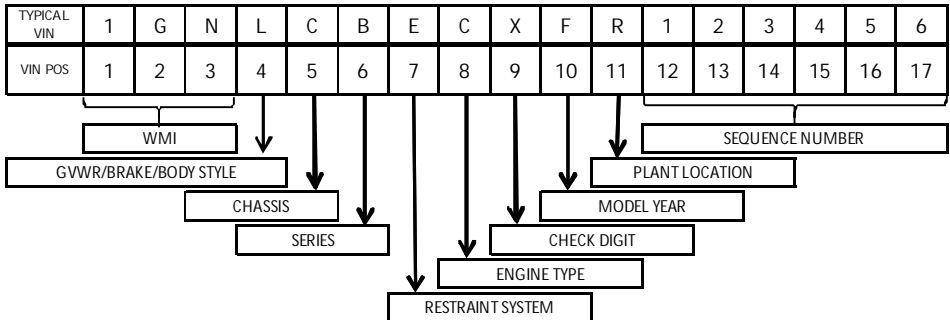 TYPICAL VIN 1 G N L C B E C X F R 1 2 3 4 5 6
VIN POS 1 2 3 4 5 6 7 8 9 10 11 12 13 14 15 16 17
WMI SEQUENCE NUMBER
GVWR/BRAKE/BODY STYLE PLANT LOCATION
CHASSIS MODEL YEAR
SERIES CHECK DIGIT
ENGINE TYPE
RESTRAINT SYSTEM